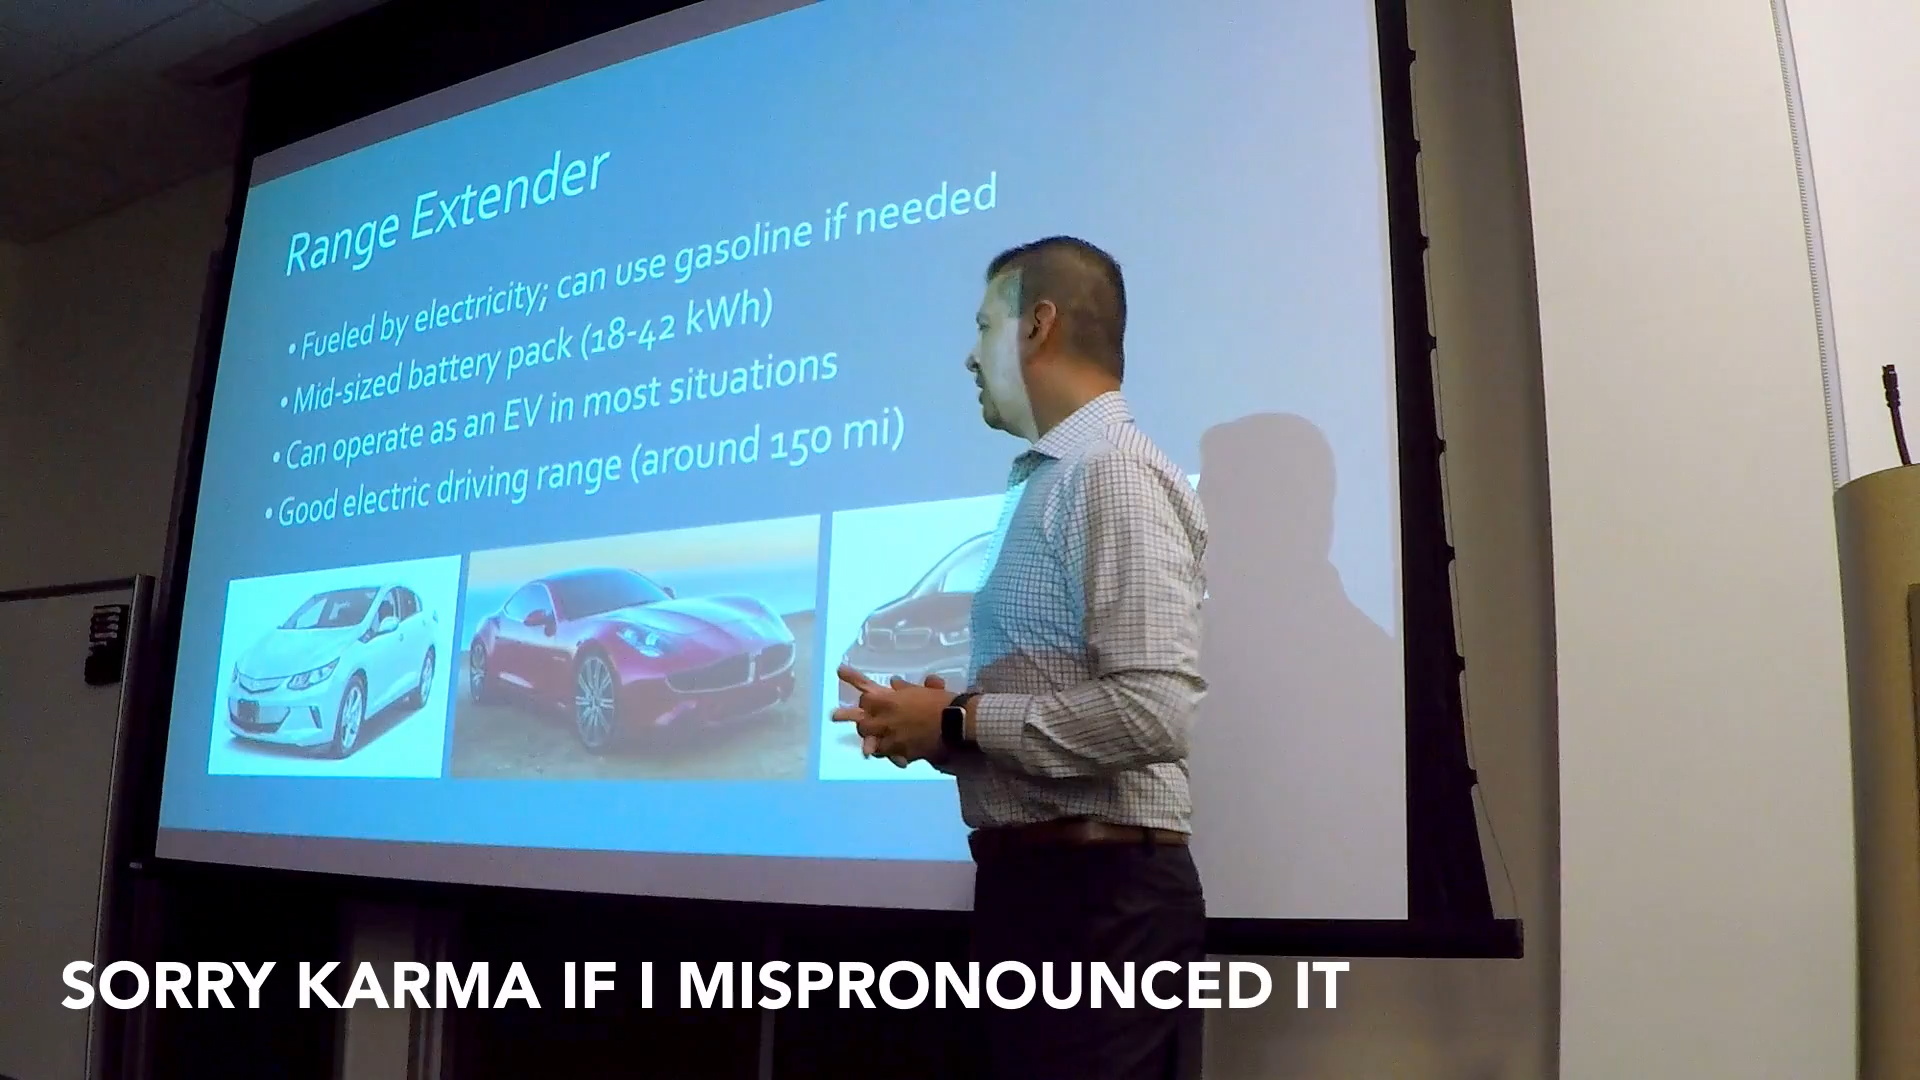 Range Extender
• Fueled by electricity; can use gasoline if needed
• Mid-sized battery pack (18-42 kWh)
• Can operate as an EV in most situations
• Good electric driving range (around 150 mi)
SORRY KARMA IF I MISPRONOUNCED IT